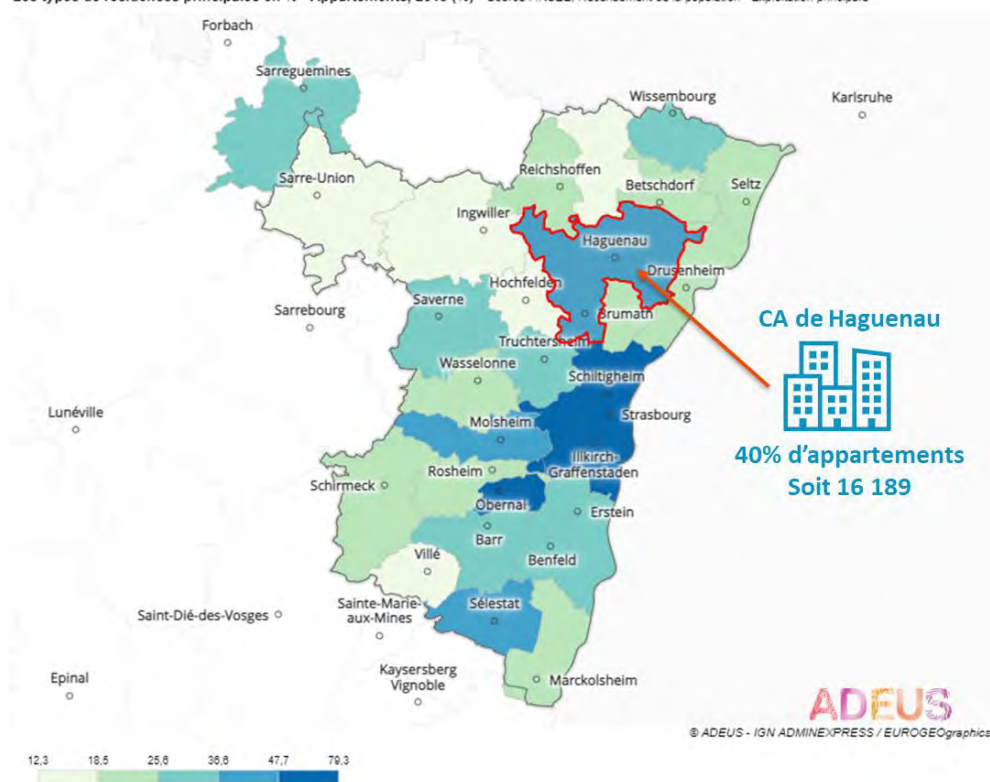 Forbach
Sarreguemines
Wissembourg
Karlsruhe
Sarre-Union
Reichshoffen
Betschdorf
Seltz
Ingwiller
Haguenau
Drusenheim
Hochfelden
Saverne
Sarrebourg
Brumath
CA de Haguenau
Truchtersheim
Wasselonne
Schiltigheim
Lunéville
Strasbourg
Molsheim
40% d'appartements
Illkirch-
Graffenstaden
Rosheim
Schirmeck
Soit 16 189
Obernai
Erstein
Barr
Villé
Benfeld
Sainte-Marie-
aux-Mines
Sélestat
Saint-Dié-des-Vosges
Kaysersberg
Vignoble
Epinal
Marckolsheim
ADEUS
© ADEUS - IGN ADMINEXPRESS / EUROGEOgraphics
12,3 18,5 25,6 36,6 47,7 79,3